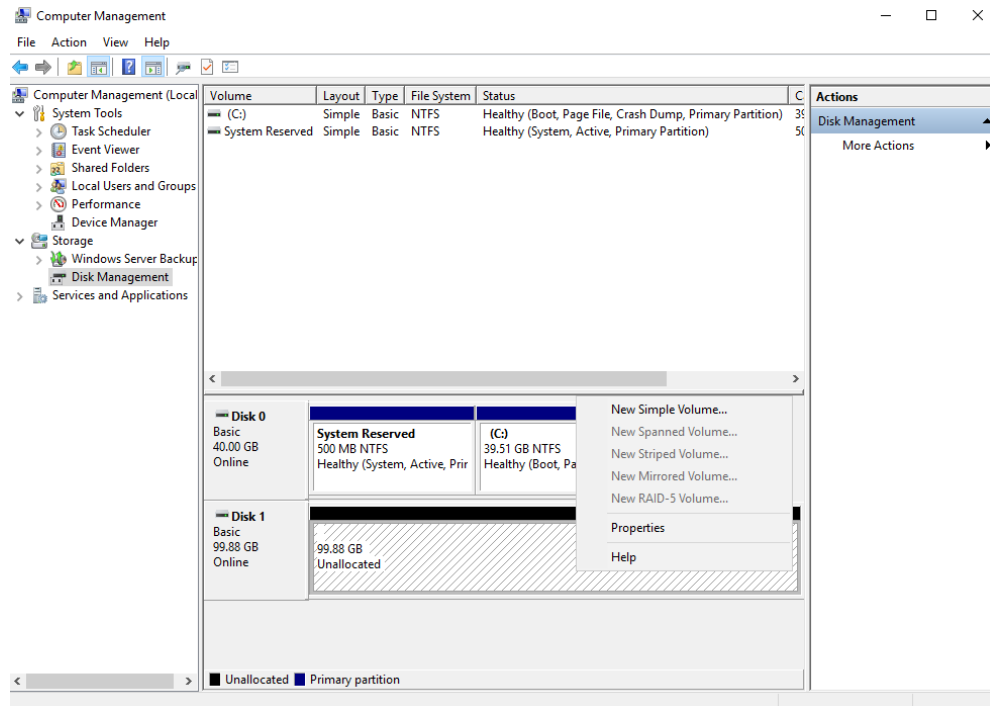 Computer Management
File Action View Help
Computer Management (Local
System Tools
Task Scheduler
Event Viewer
Shared Folders
Local Users and Groups
Performance
Device Manager
Storage
Windows Server Backup
Disk Management
Services and Applications
Volume Layout Type File System Status C
(C:) Simple Basic NTFS Healthy (Boot, Page File, Crash Dump, Primary Partition) 39
System Reserved Simple Basic NTFS Healthy (System, Active, Primary Partition) 50
Disk 0
Basic
40.00 GB
Online
System Reserved
500 MB NTFS
Healthy (System, Active, Prir
(C:)
39.51 GB NTFS
Healthy (Boot, Pa
Disk 1
Basic
99.88 GB
Online
99.88 GB
Unallocated
New Simple Volume...
New Spanned Volume...
New Striped Volume...
New Mirrored Volume...
New RAID-5 Volume...
Properties
Help
Unallocated Primary partition
Actions
Disk Management
More Actions